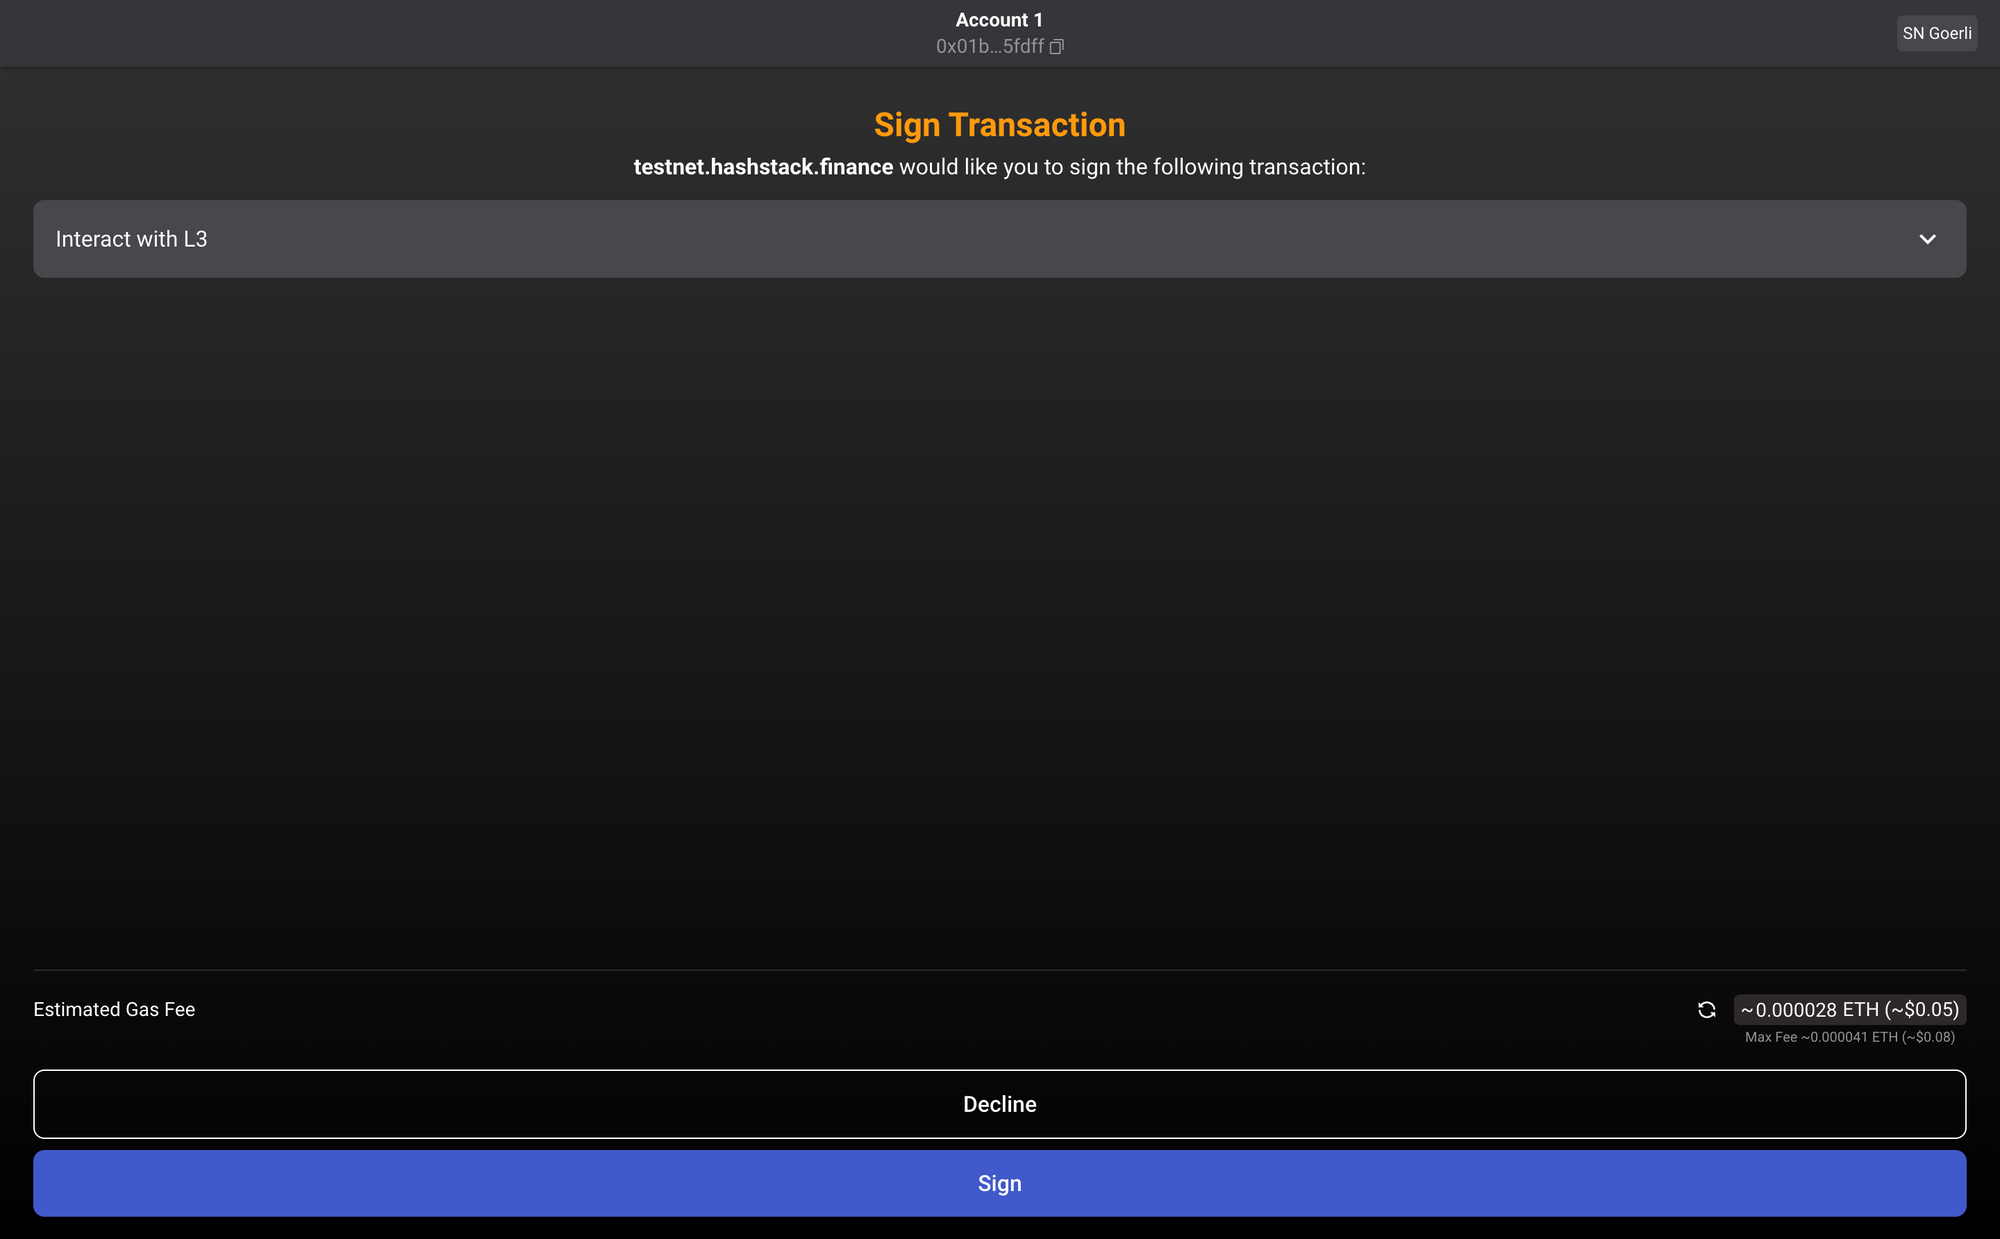 Account 1
0x01b...5fdff
SN Goerli
Sign Transaction
testnet.hashstack.finance would like you to sign the following transaction:
Interact with L3
Estimated Gas Fee
~0.000028 ETH (~$0.05)
Max Fee ~0.000041 ETH (~$0.08)
Decline
Sign